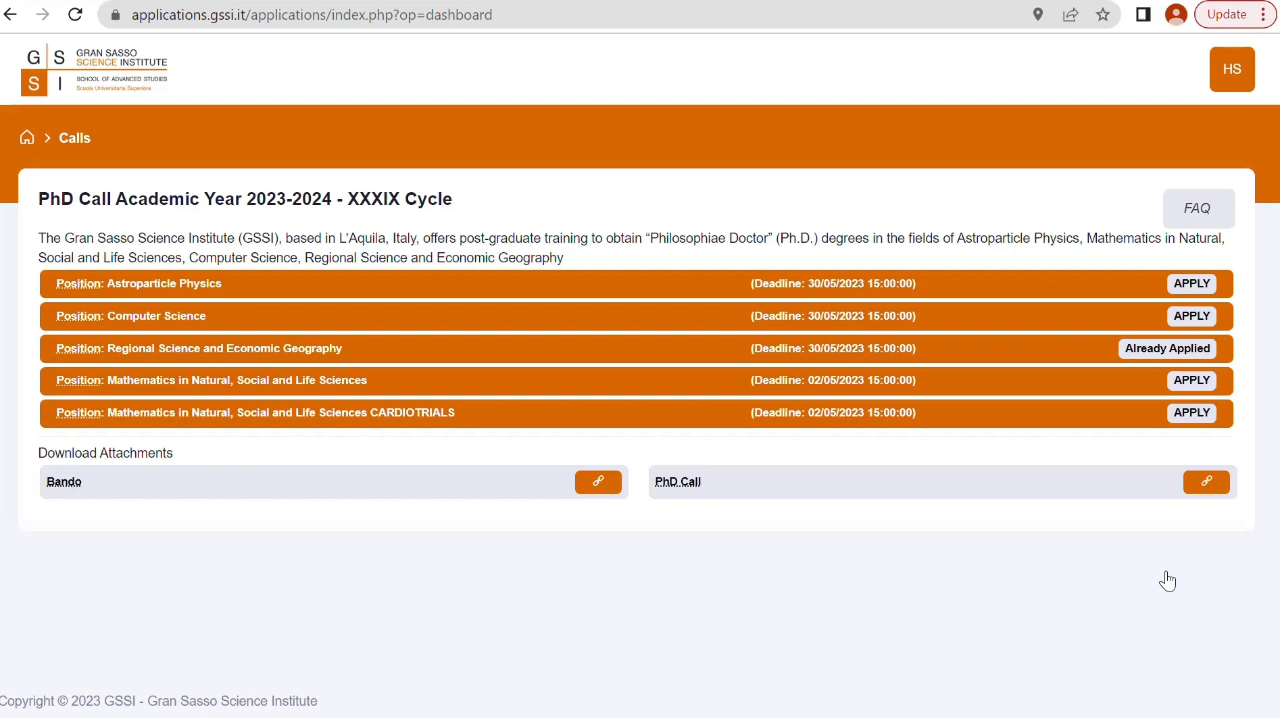 applications.gssi.it/applications/index.php?op=dashboard
Update
G S
S I
GRAN SASSO
SCIENCE INSTITUTE
SCHOOL OF ADVANCED STUDIES
Scuola Universitaria Superiore
HS
Calls
PhD Call Academic Year 2023-2024 - XXXIX Cycle
FAQ
The Gran Sasso Science Institute (GSSI), based in L'Aquila, Italy, offers post-graduate training to obtain “Philosophiae Doctor” (Ph.D.) degrees in the fields of Astroparticle Physics, Mathematics in Natural,
Social and Life Sciences, Computer Science, Regional Science and Economic Geography
Position: Astroparticle Physics (Deadline: 30/05/2023 15:00:00) APPLY
Position: Computer Science (Deadline: 30/05/2023 15:00:00) APPLY
Position: Regional Science and Economic Geography (Deadline: 30/05/2023 15:00:00) Already Applied
Position: Mathematics in Natural, Social and Life Sciences (Deadline: 02/05/2023 15:00:00) APPLY
Position: Mathematics in Natural, Social and Life Sciences CARDIOTRIALS (Deadline: 02/05/2023 15:00:00) APPLY
Download Attachments
Bando PhD Call
Copyright © 2023 GSSI - Gran Sasso Science Institute